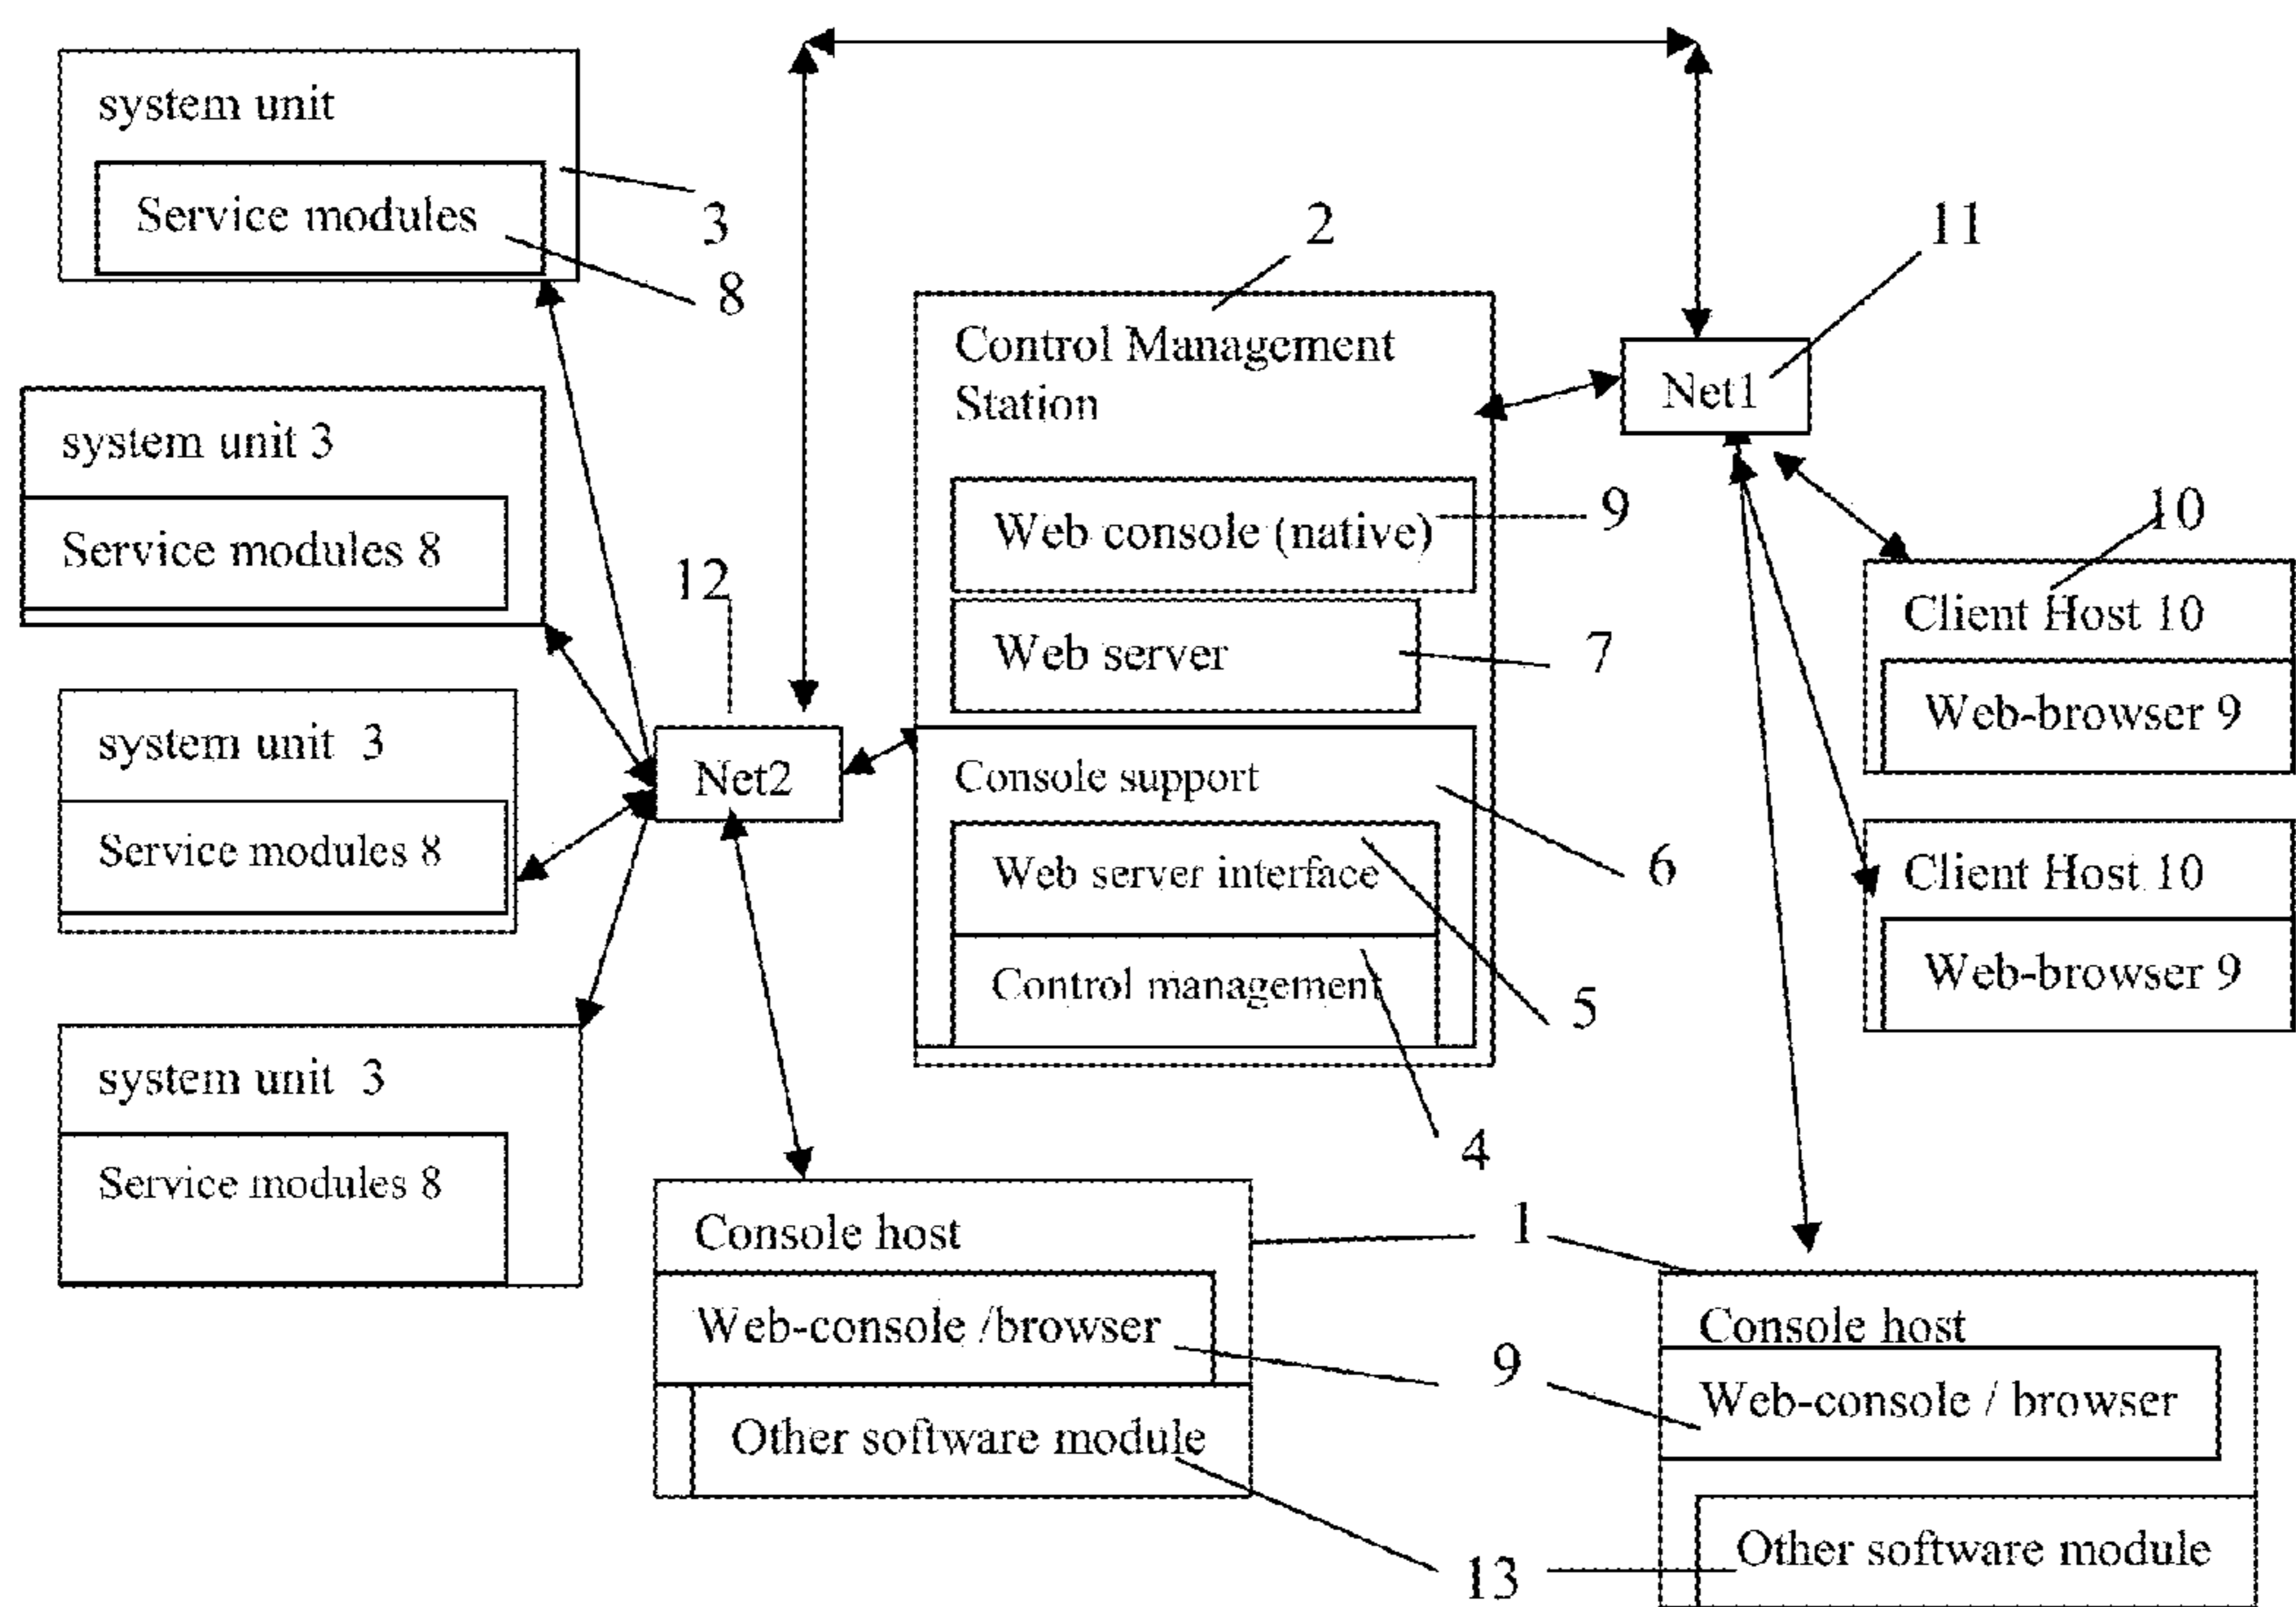 system unit
Service modules
3
8
system unit 3
Service modules 8
system unit 3
Service modules 8
system unit 3
Service modules 8
12
Net2
2
Control Management
Station
Web console (native)
9
Web server
7
Console support
6
Web server interface
5
Control management
4
11
Net1
10
Client Host 10
Web-browser 9
Client Host 10
Web-browser 9
Console host
1
Web-console /browser
9
Other software module
13
Console host
Web-console / browser
Other software module